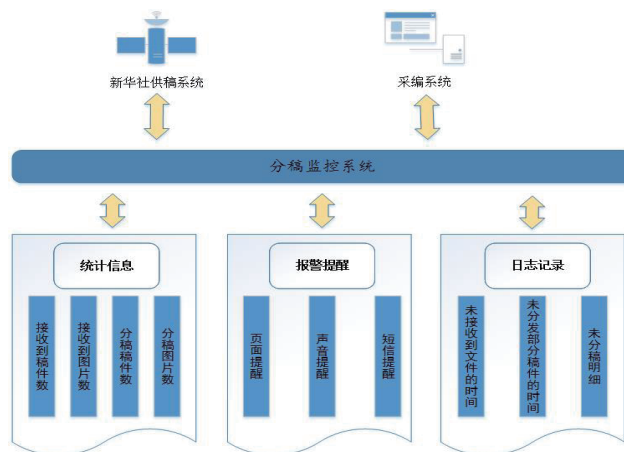 新华社供稿系统
采编系统
分稿监控系统
统计信息
接收到稿件数
接收到图片数
分稿稿件数
分稿图片数
报警提醒
页面提醒
声音提醒
短信提醒
日志记录
未接收到文件的时间
未分发部分稿件的时间
未分稿明细